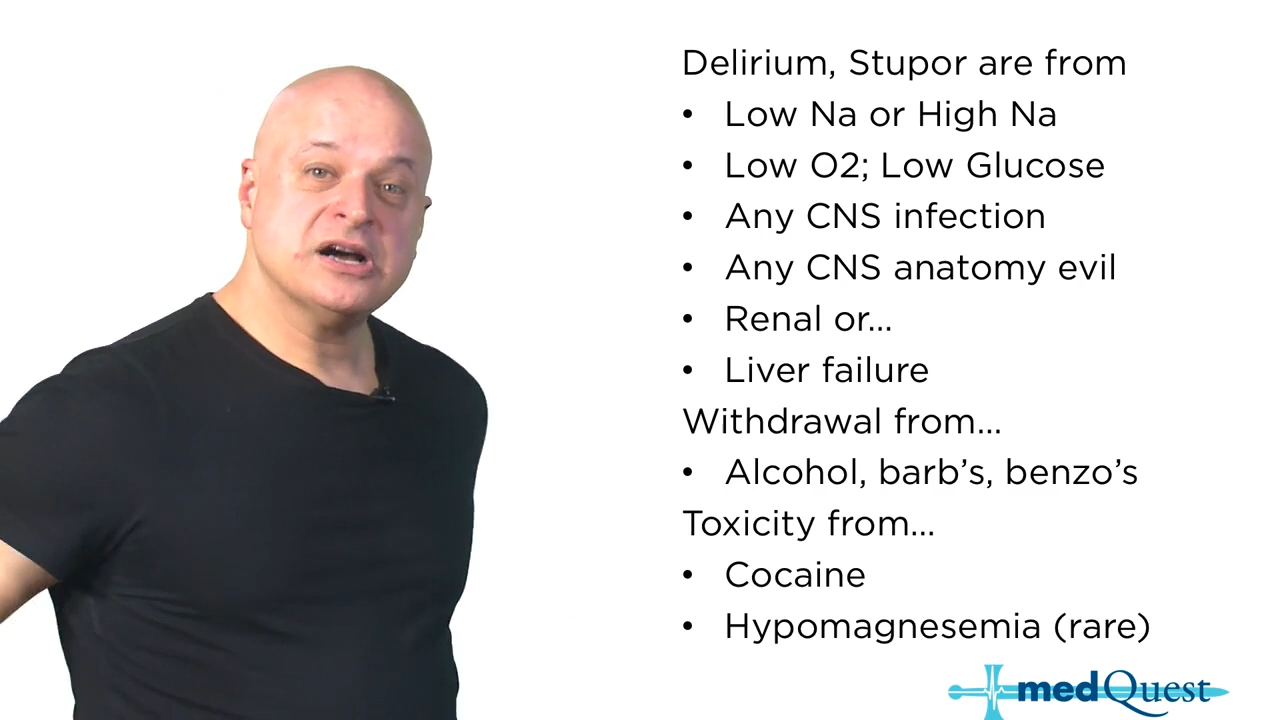 Delirium, Stupor are from
• Low Na or High Na
• Low O2; Low Glucose
• Any CNS infection
• Any CNS anatomy evil
• Renal or...
• Liver failure
Withdrawal from...
• Alcohol, barb’s, benzo’s
Toxicity from...
• Cocaine
• Hypomagnesemia (rare)
medQuest